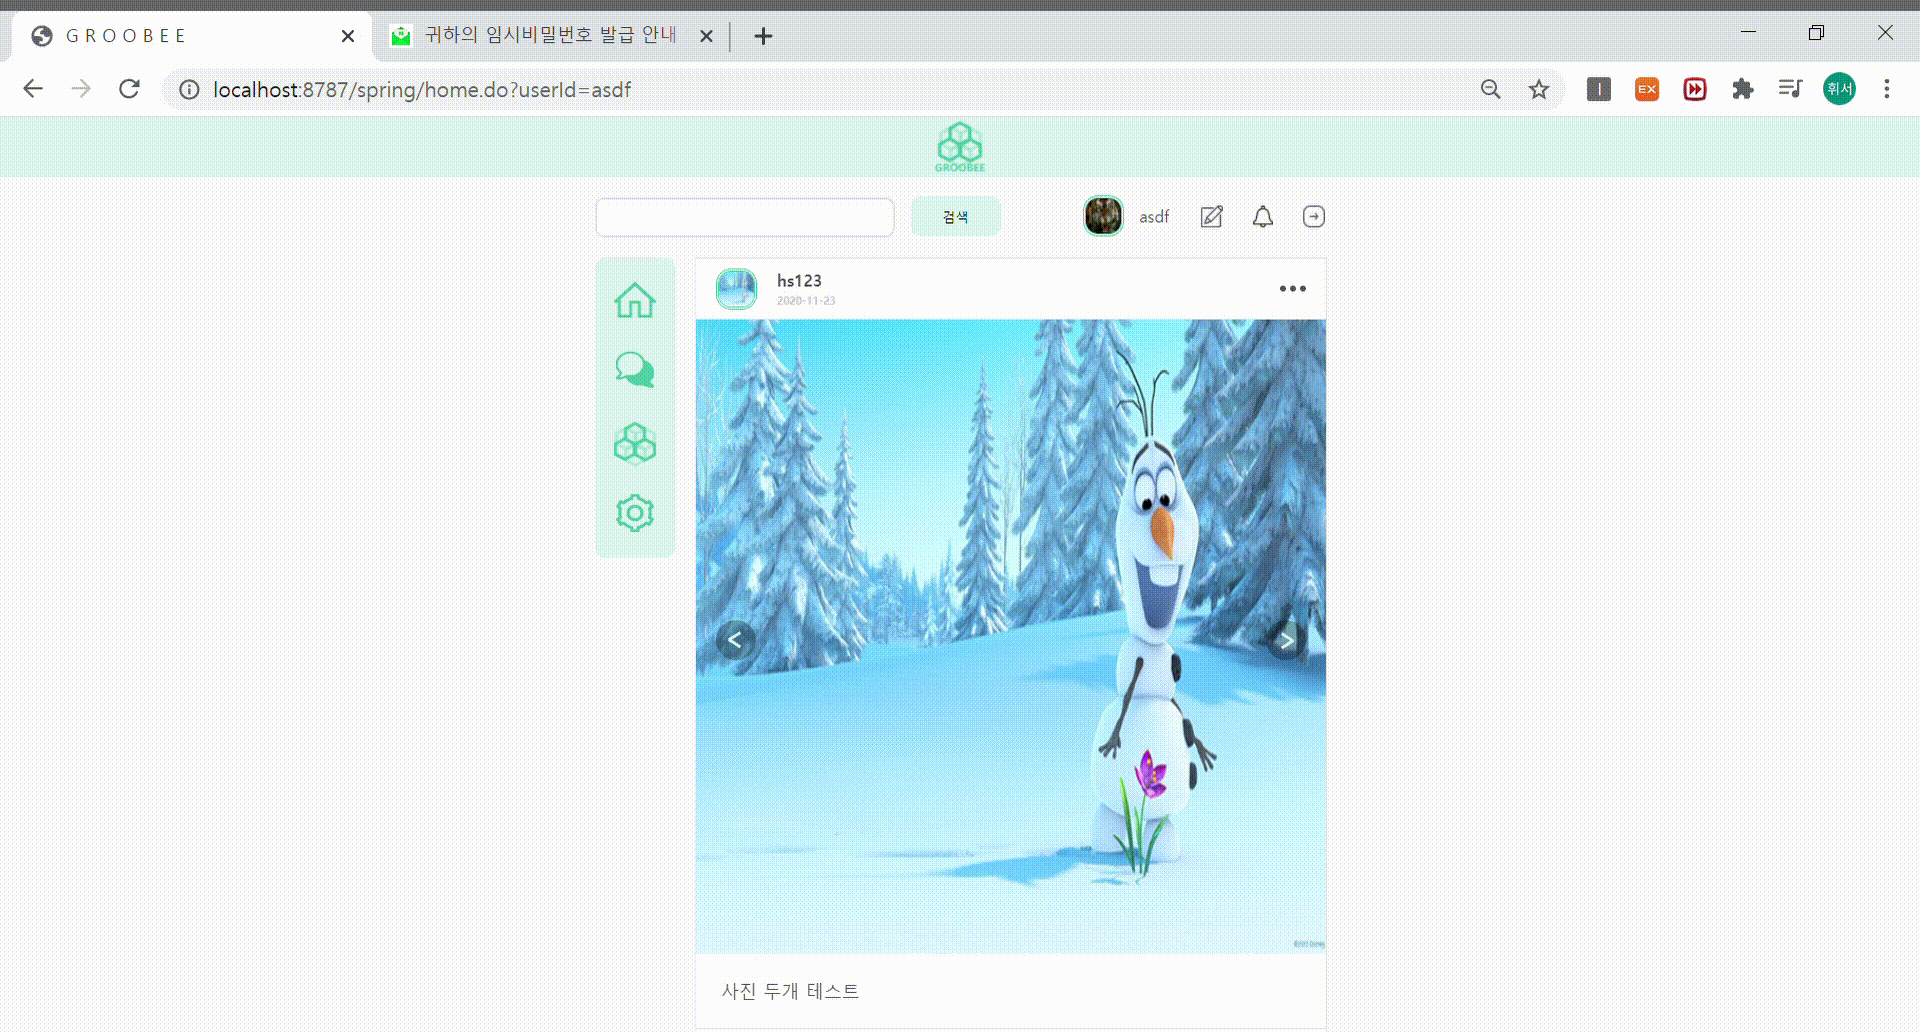 G R O O B E E
귀하의 임시비밀번호 발급 안내
localhost:8787/spring/home.do?userId=asdf
EX
휘서
GROOBEE
검색
asdf
hs123
2020-11-23
<
>
사진 두개 테스트